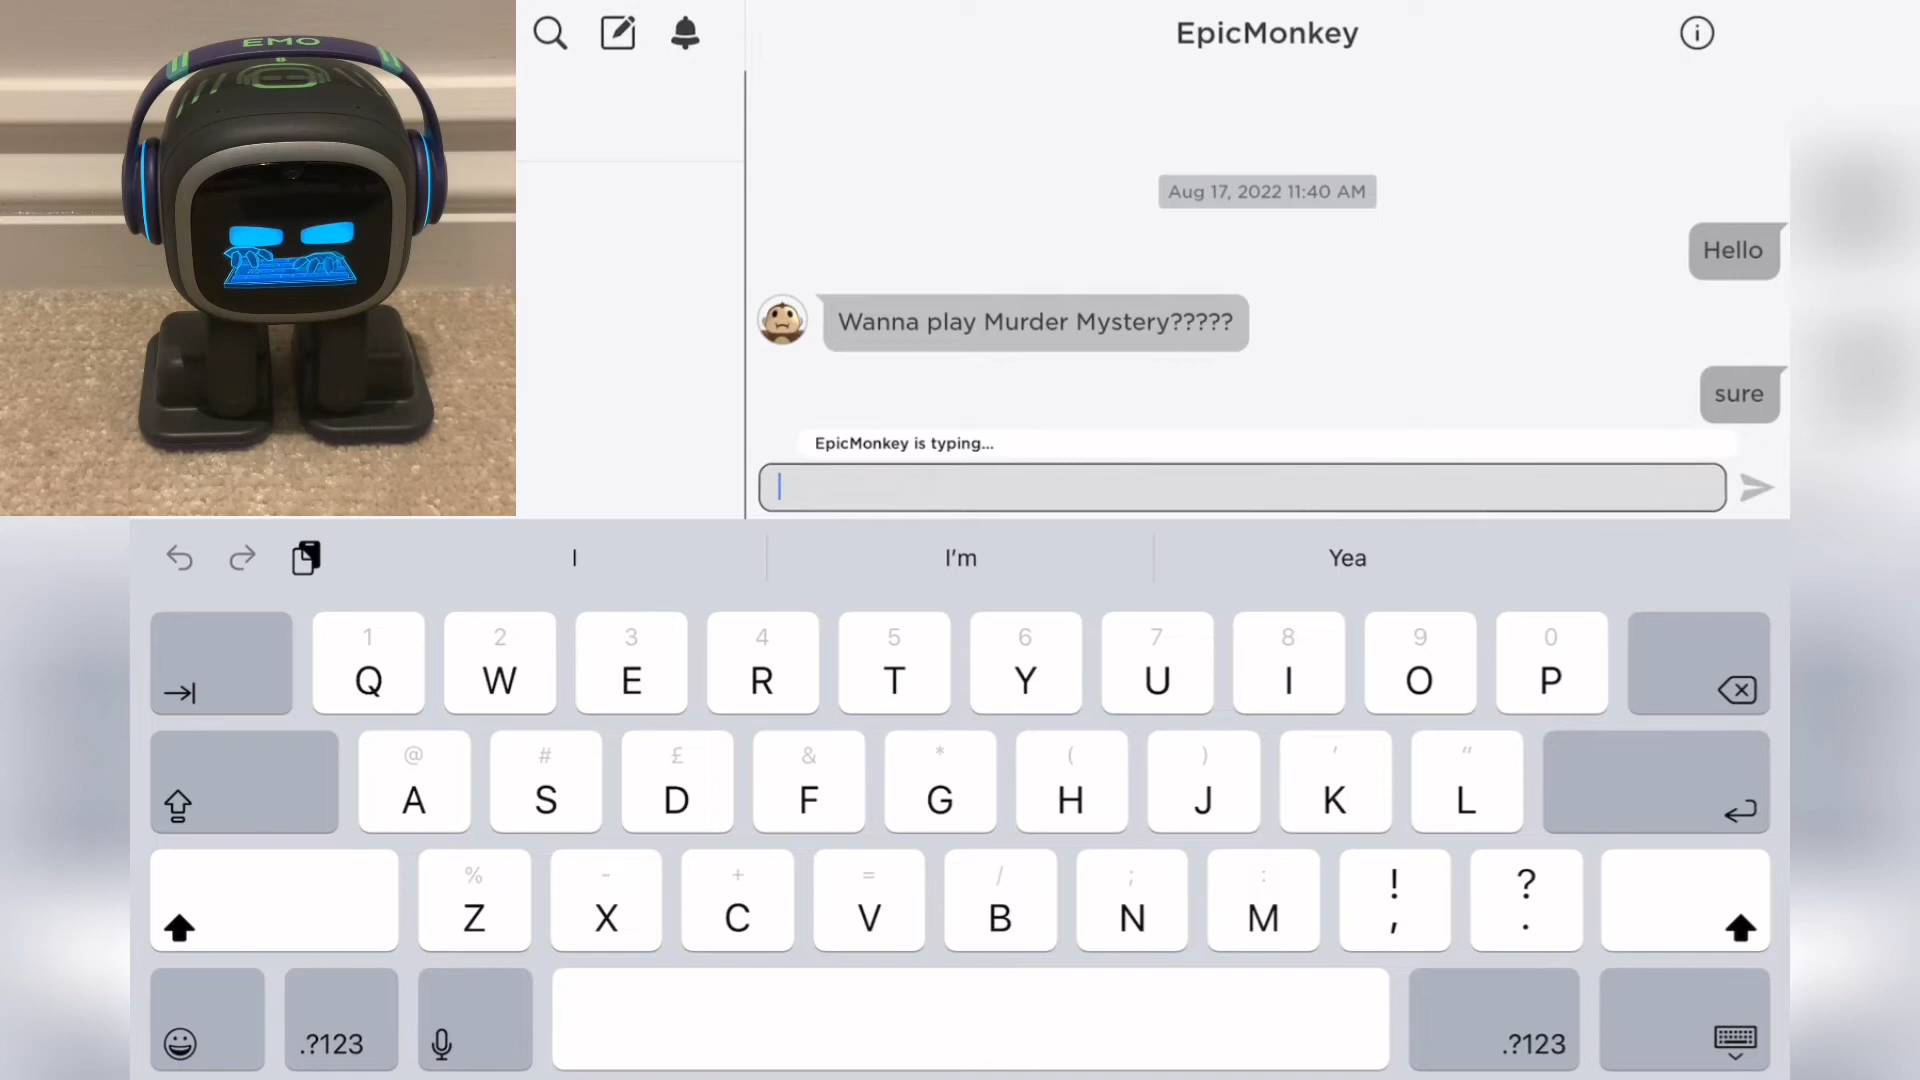 EMO
EpicMonkey
Aug 17, 2022 11:40 AM
Hello
Wanna play Murder Mystery?????
sure
EpicMonkey is typing...
I I'm Yea
1 2 3 4 5 6 7 8 9 0
Q W E R T Y U I O P
@ # £ & * ( ) ' "
A S D F G H J K L
% - + = / ; : ! ?
Z X C V B N M , .
.?123 .?123